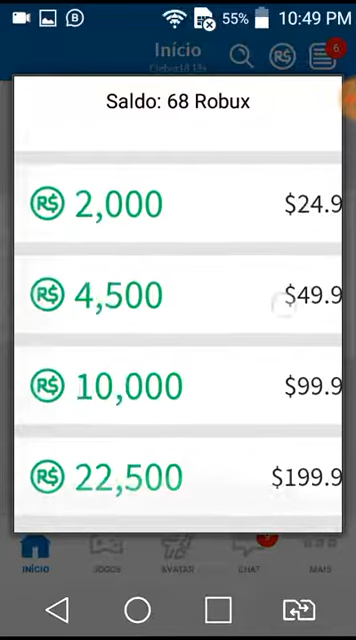 B 55% 10:49 PM
Início R$ 6
Saldo: 68 Robux
R$ 2,000 $24.9
R$ 4,500 $49.9
R$ 10,000 $99.9
R$ 22,500 $199.9
INÍCIO JOGOS AVATAR CHAT MAIS